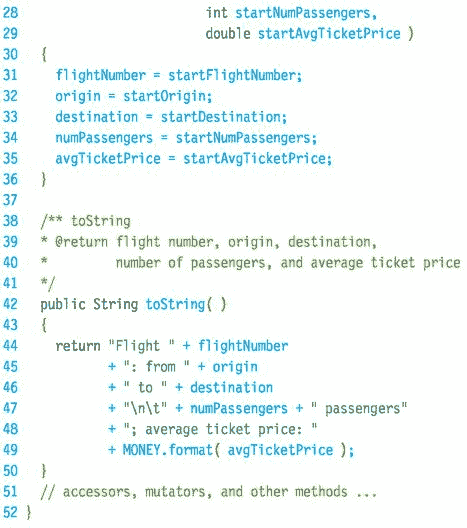 28                         int startNumPassengers,
29                         double startAvgTicketPrice )
30   {
31     flightNumber = startFlightNumber;
32     origin = startOrigin;
33     destination = startDestination;
34     numPassengers = startNumPassengers;
35     avgTicketPrice = startAvgTicketPrice;
36   }
37
38   /** toString
39   * @return flight number, origin, destination,
40   *         number of passengers, and average ticket price
41   */
42   public String toString( )
43   {
44     return "Flight " + flightNumber
45            + ": from " + origin
46            + " to " + destination
47            + "\n\t" + numPassengers + " passengers"
48            + "; average ticket price: "
49            + MONEY.format( avgTicketPrice );
50   }
51   // accessors, mutators, and other methods ...
52 }